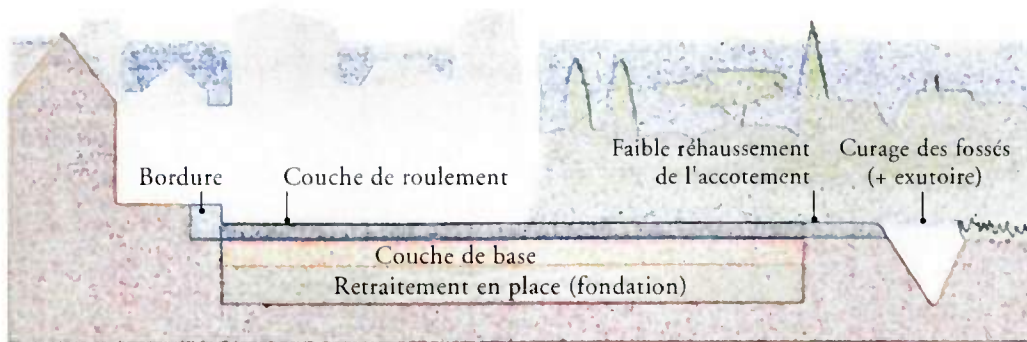 Faible réhaussement
de l'accotement
Curage des fossés
(+ exutoire)
Bordure
Couche de roulement
Couche de base
Retraitement en place (fondation)